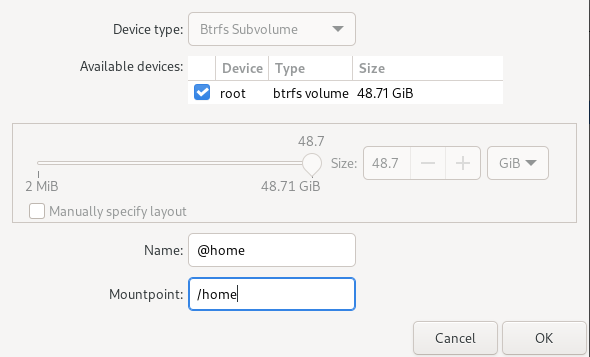 Device type: Btrfs Subvolume
Available devices: Device Type Size
root btrfs volume 48.71 GiB
48.7
Size: 48.7 GiB
2 MiB 48.71 GiB
Manually specify layout
Name: @home
Mountpoint: /home
Cancel OK